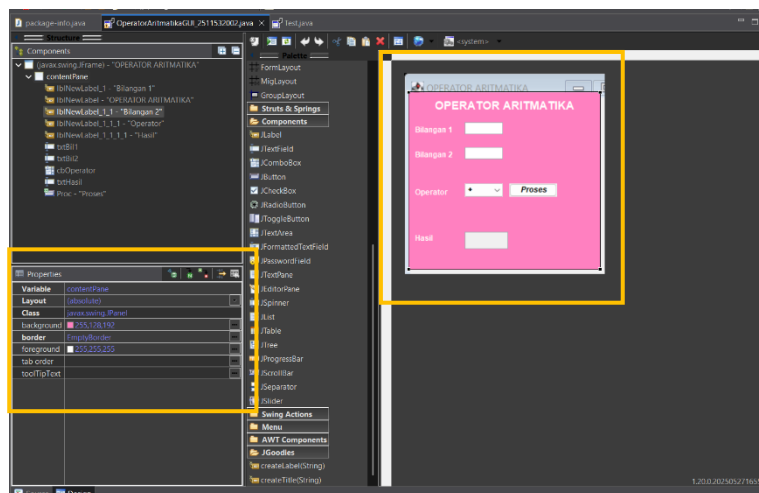 package-info.java
OperatorAritmatikaGUI_2511532002.java
Test.java
Structure
Components
(javax.swing.JFrame) - "OPERATOR ARITMATIKA"
contentPane
lblNewLabel_1 - "Bilangan 1"
lblNewLabel - "OPERATOR ARITMATIKA"
lblNewLabel_1_1 - "Bilangan 2"
lblNewLabel_1_1_1 - "Operator"
lblNewLabel_1_1_1_1 - "Hasil"
txtBil1
txtBil2
cbOperator
txtHasil
Proc - "Proses"
Properties
Variable contentPane
Layout (absolute)
Class javax.swing.JPanel
background 255,128,192
border EmptyBorder
foreground 255,255,255
tab order
toolTipText
<system>
Palette
FormLayout
MigLayout
GroupLayout
Struts & Springs
Components
JLabel
JTextField
JComboBox
JButton
JCheckBox
JRadioButton
JToggleButton
JTextArea
JFormattedTextField
JPasswordField
JTextPane
JEditorPane
JSpinner
JList
JTable
JTree
JProgressBar
JScrollBar
JSeparator
JSlider
Swing Actions
Menu
AWT Components
JGoodies
createLabel(String)
createTitle(String)
OPERATOR ARITMATIKA
OPERATOR ARITMATIKA
Bilangan 1
Bilangan 2
Operator
Proses
Hasil